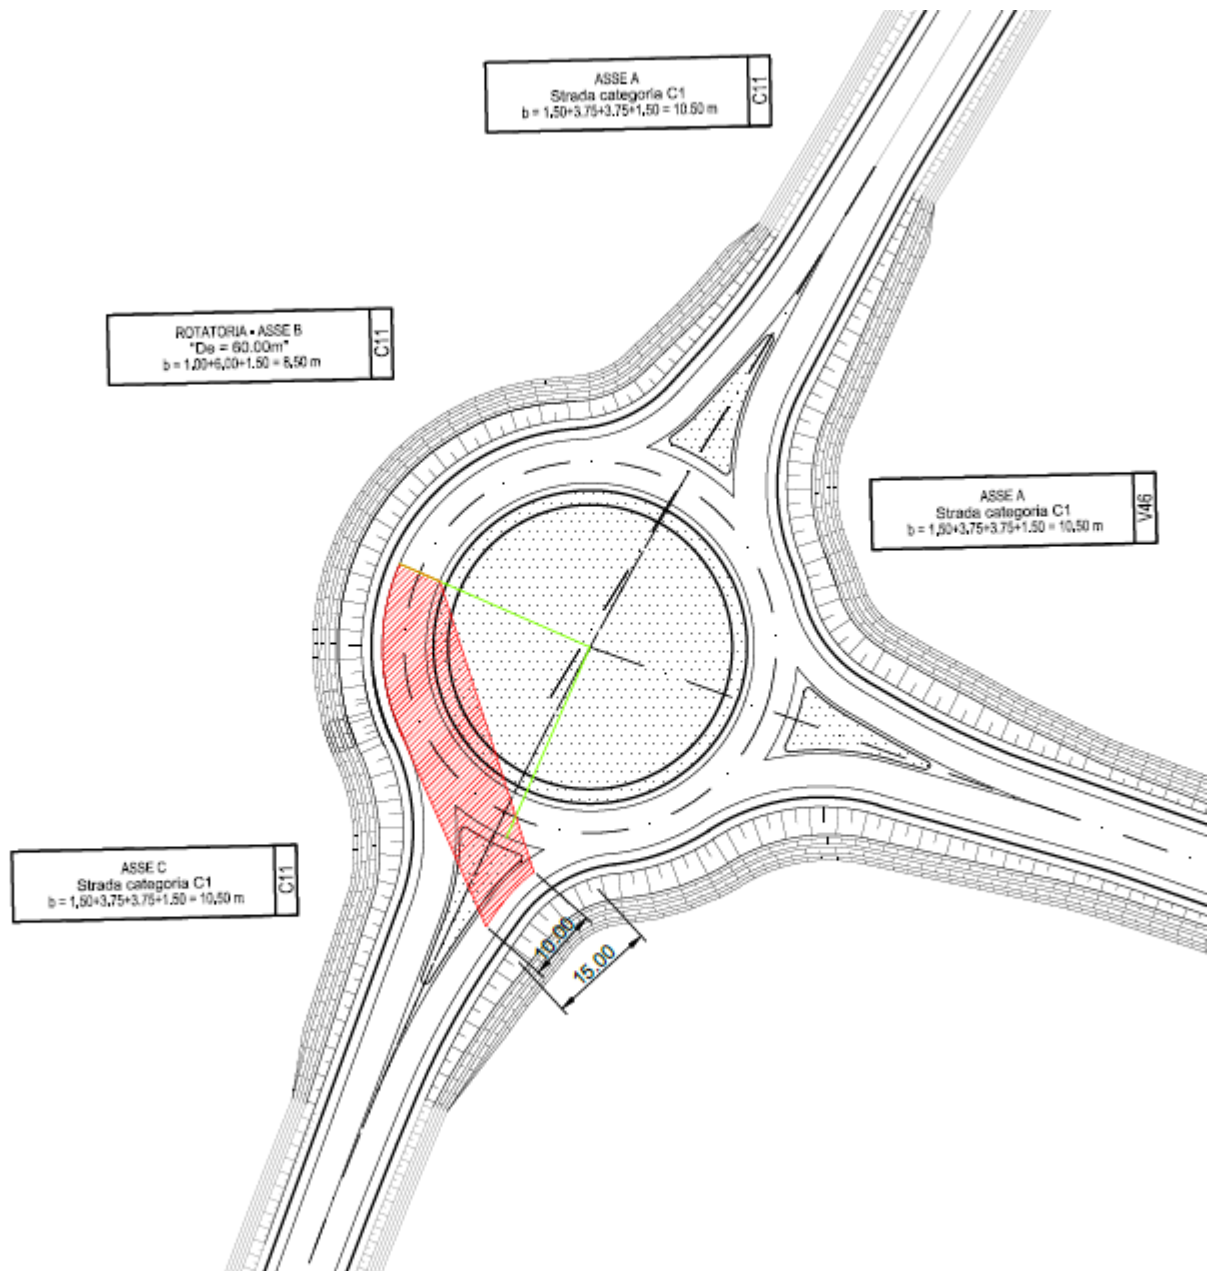 ASSE A
Strada categoria C1
b = 1,50+3.75+3.75+1,50 = 10.50 m
C11
ROTATORIA - ASSE B
"De = 60.00m"
b = 1,00+6,00+1.50 = 8,50 m
C11
ASSE A
Strada categoria C1
b = 1,50+3.75+3.75+1.50 = 10,50 m
V46
ASSE C
Strada categoria C1
b = 1,50+3.75+3.75+1.50 = 10,50 m
C11
10.00
15.00